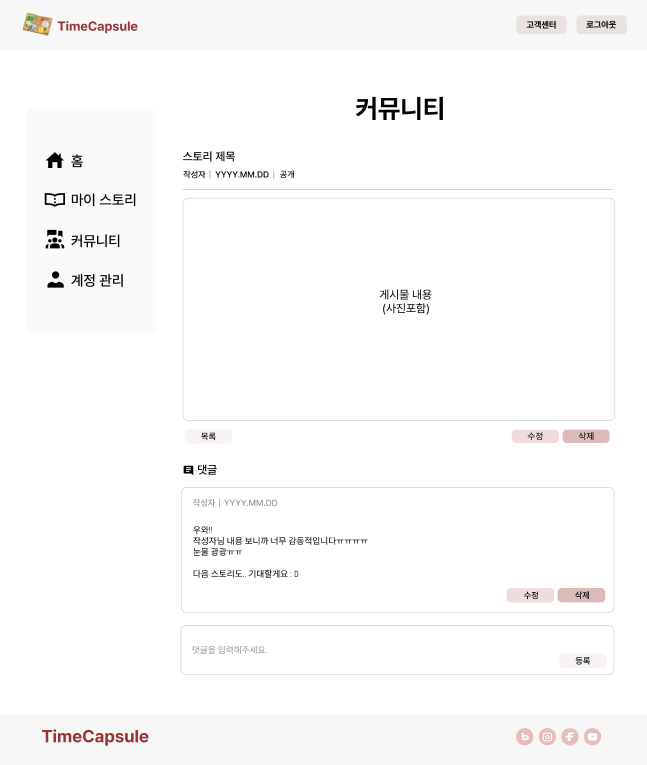 TimeCapsule
고객센터
로그아웃
홈
마이 스토리
커뮤니티
계정 관리
커뮤니티
스토리 제목
작성자 | YYYY.MM.DD | 공개
게시물 내용
(사진포함)
목록
수정
삭제
댓글
작성자 | YYYY.MM.DD
우와!!
작성자님 내용 보니까 너무 감동적입니다ㅠㅠㅠㅠ
눈물 광광ㅠㅠ
다음 스토리도.. 기대할게요 : D
수정
삭제
댓글을 입력해주세요.
등록
TimeCapsule